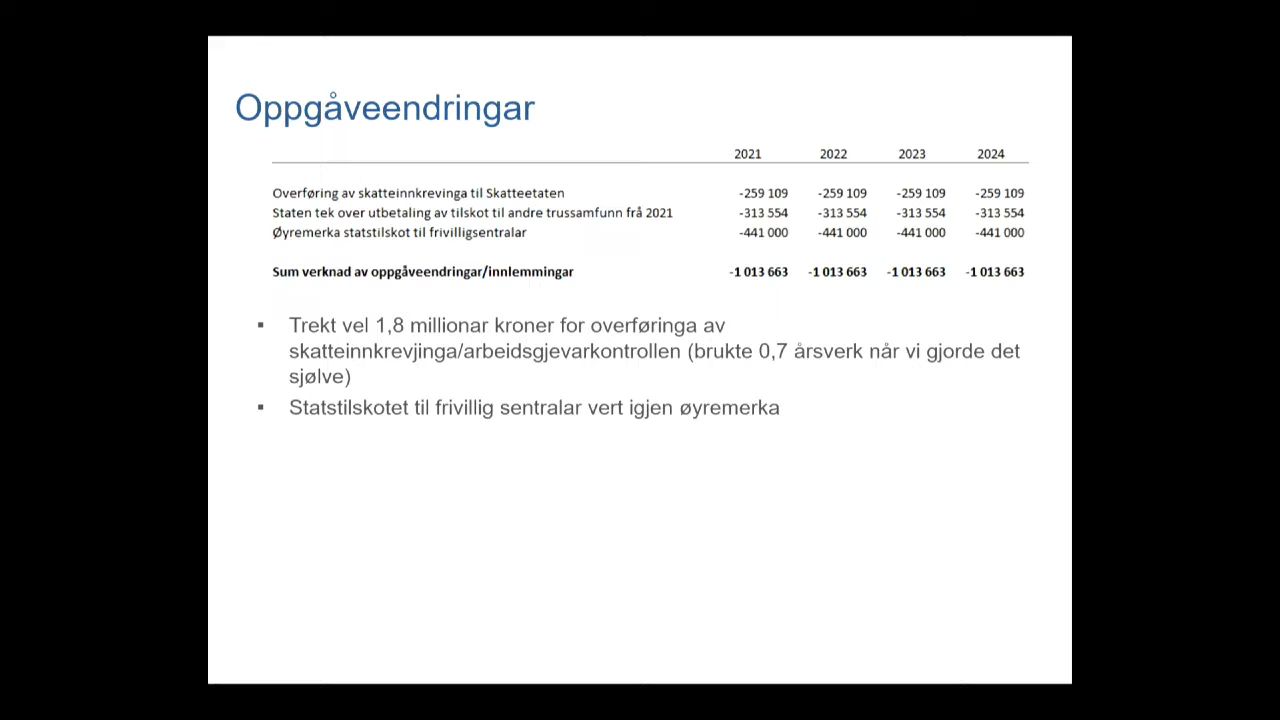 Oppgåveendringar
2021 2022 2023 2024
Overføring av skatteinnkrevinga til Skatteetaten -259 109 -259 109 -259 109 -259 109
Staten tek over utbetaling av tilskot til andre trussamfunn frå 2021 -313 554 -313 554 -313 554 -313 554
Øyremerka statstilskot til frivilligsentralar -441 000 -441 000 -441 000 -441 000
Sum verknad av oppgåveendringar/innlemmingar -1 013 663 -1 013 663 -1 013 663 -1 013 663
▪ Trekt vel 1,8 millionar kroner for overføringa av
skatteinnkrevjinga/arbeidsgjevarkontrollen (brukte 0,7 årsverk når vi gjorde det
sjølve)
▪ Statstilskotet til frivillig sentralar vert igjen øyremerka